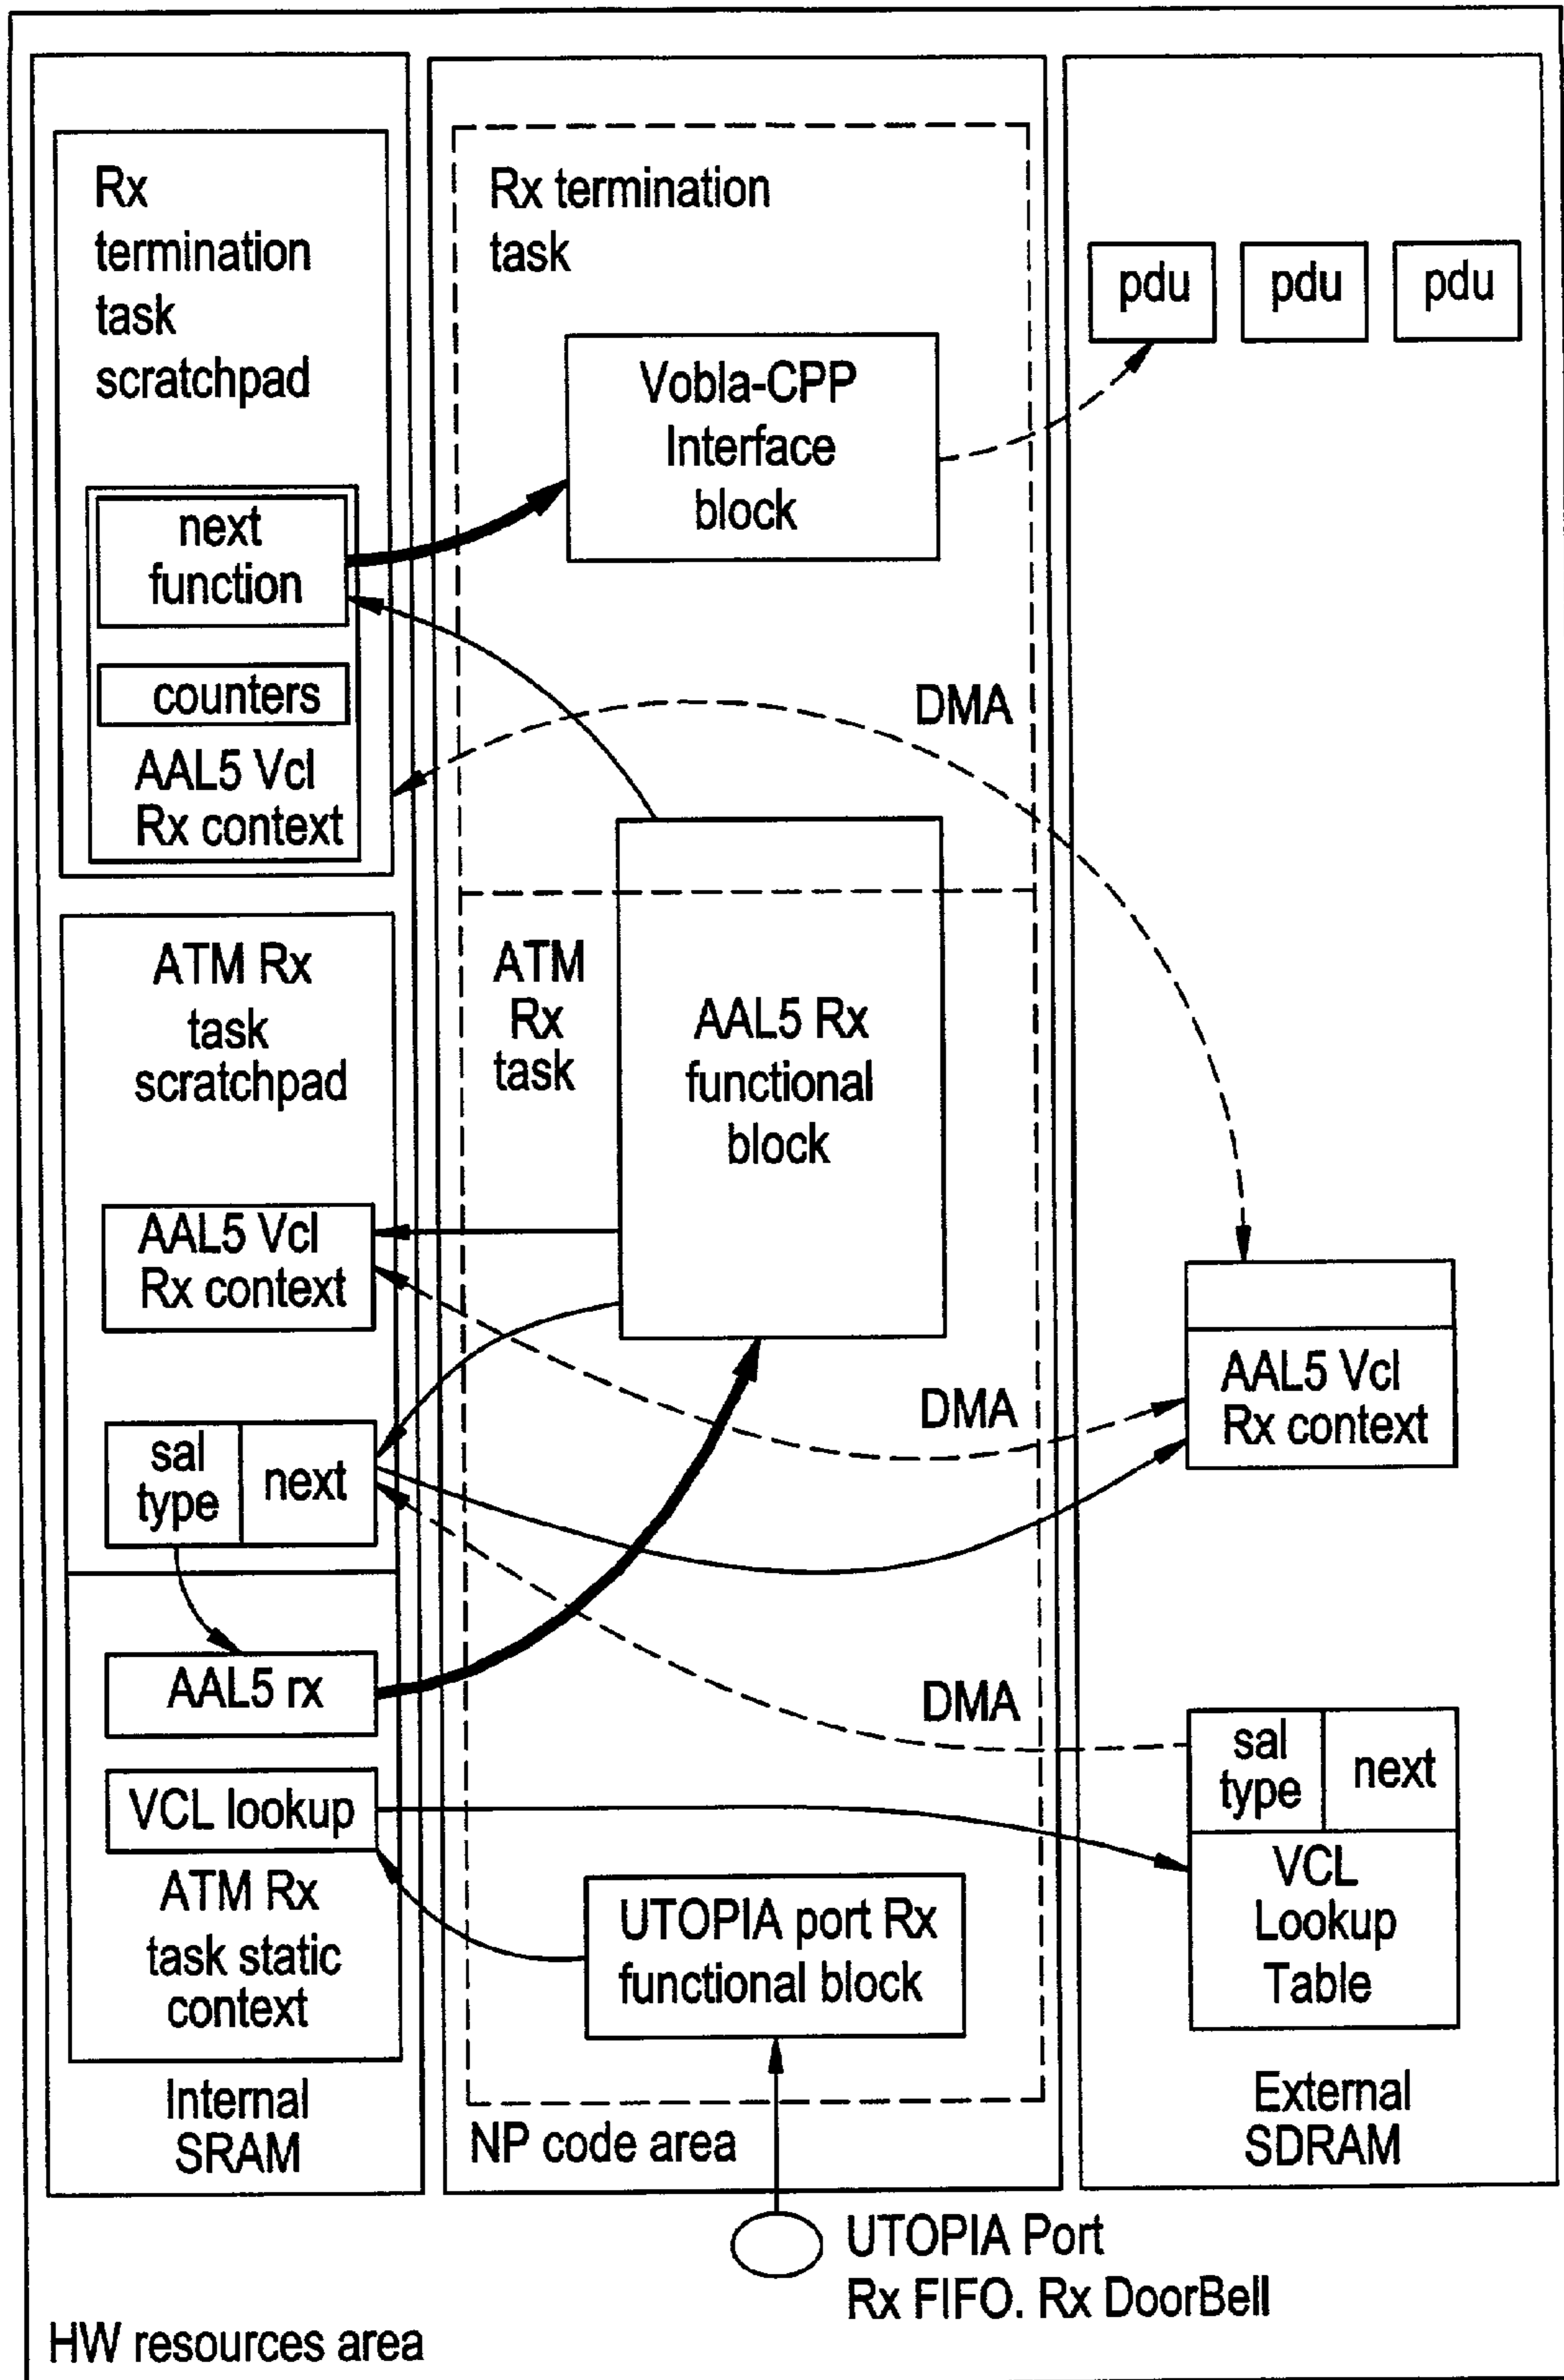 Rx
termination
task
scratchpad
next
function
counters
AAL5 Vcl
Rx context
ATM Rx
task
scratchpad
AAL5 Vcl
Rx context
sal
type
next
AAL5 rx
VCL lookup
ATM Rx
task static
context
Internal
SRAM
Rx termination
task
Vobla-CPP
Interface
block
DMA
ATM
Rx
task
AAL5 Rx
functional
block
DMA
DMA
UTOPIA port Rx
functional block
NP code area
pdu
pdu
pdu
AAL5 Vcl
Rx context
sal
type
next
VCL
Lookup
Table
External
SDRAM
UTOPIA Port
Rx FIFO. Rx DoorBell
HW resources area